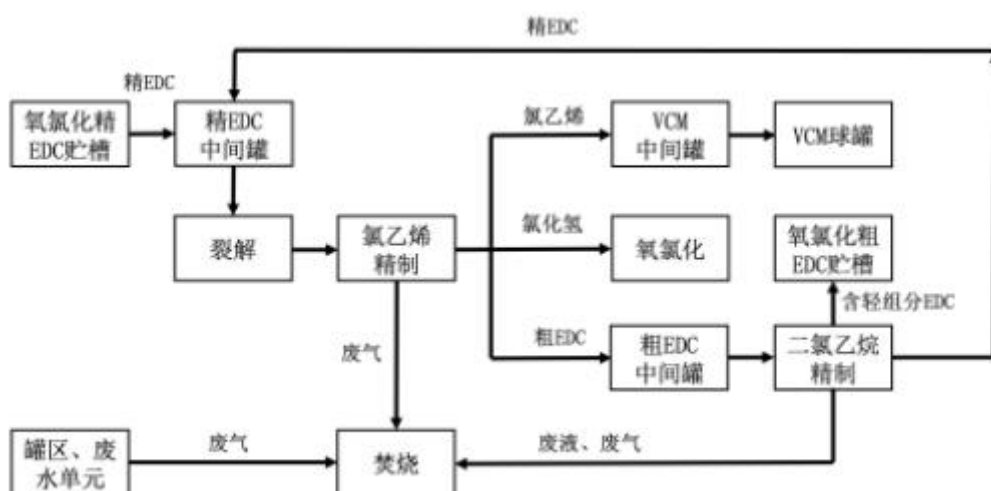 精EDC
精EDC
氧氯化精
EDC贮槽
精EDC
中间罐
氯乙烯
VCM
中间罐
VCM球罐
裂解
氯乙烯
精制
氯化氢
氧氯化
氧氯化粗
EDC贮槽
含轻组分EDC
废气
粗EDC
粗EDC
中间罐
二氯乙烷
精制
罐区、废
水单元
废气
焚烧
废液、废气